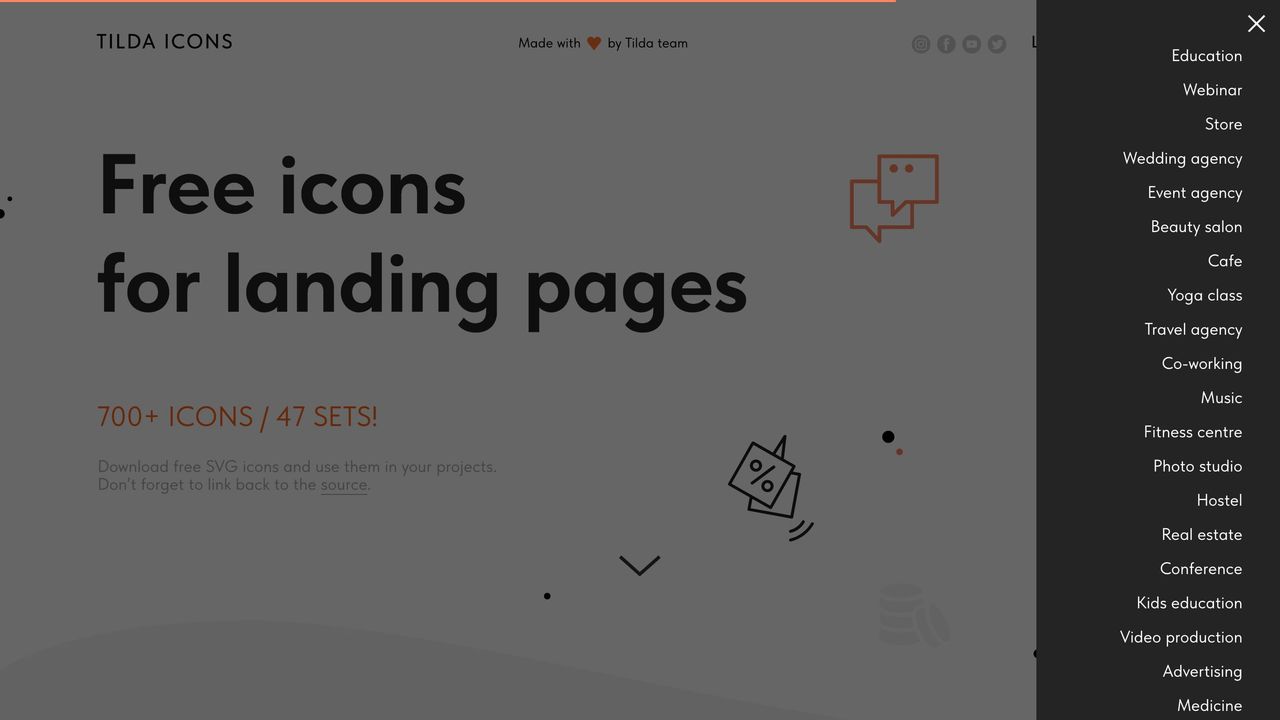 TILDA ICONS
Made with by Tilda team
Free icons
for landing pages
700+ ICONS / 47 SETS!
Download free SVG icons and use them in your projects.
Don't forget to link back to the source.
%
Education
Webinar
Store
Wedding agency
Event agency
Beauty salon
Cafe
Yoga class
Travel agency
Co-working
Music
Fitness centre
Photo studio
Hostel
Real estate
Conference
Kids education
Video production
Advertising
Medicine